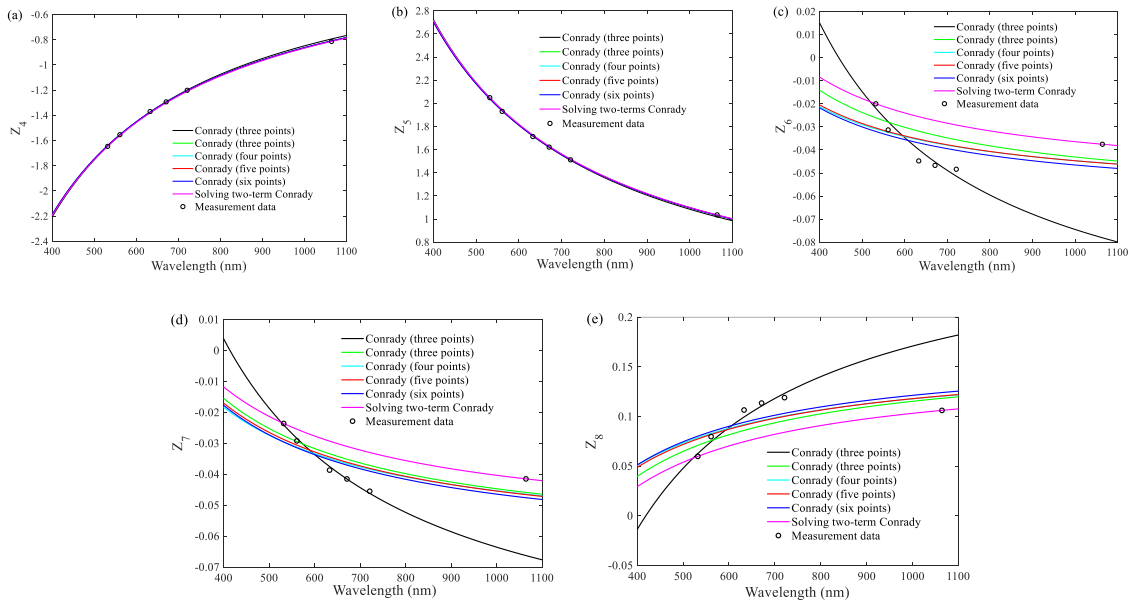 (a)
-0.6
-0.8
-1
-1.2
-1.4
-1.6
-1.8
-2
-2.2
-2.4
Z4
400 500 600 700 800 900 1000 1100
Wavelength (nm)
Conrady (three points)
Conrady (three points)
Conrady (four points)
Conrady (five points)
Conrady (six points)
Solving two-term Conrady
Measurement data
(b)
2.8
2.6
2.4
2.2
2
1.8
1.6
1.4
1.2
1
0.8
Z5
400 500 600 700 800 900 1000 1100
Wavelength (nm)
Conrady (three points)
Conrady (three points)
Conrady (four points)
Conrady (five points)
Conrady (six points)
Solving two-terms Conrady
Measurement data
(c)
0.02
0.01
0
-0.01
-0.02
-0.03
-0.04
-0.05
-0.06
-0.07
-0.08
Z6
400 500 600 700 800 900 1000 1100
Wavelength (nm)
Conrady (three points)
Conrady (three points)
Conrady (four points)
Conrady (five points)
Conrady (six points)
Solving two-term Conrady
Measurement data
(d)
0.01
0
-0.01
-0.02
-0.03
-0.04
-0.05
-0.06
-0.07
Z7
400 500 600 700 800 900 1000 1100
Wavelength (nm)
Conrady (three points)
Conrady (three points)
Conrady (four points)
Conrady (five points)
Conrady (six points)
Solving two-term Conrady
Measurement data
(e)
0.2
0.15
0.1
0.05
0
-0.05
Z8
400 500 600 700 800 900 1000 1100
Wavelength (nm)
Conrady (three points)
Conrady (three points)
Conrady (four points)
Conrady (five points)
Conrady (six points)
Solving two-term Conrady
Measurement data